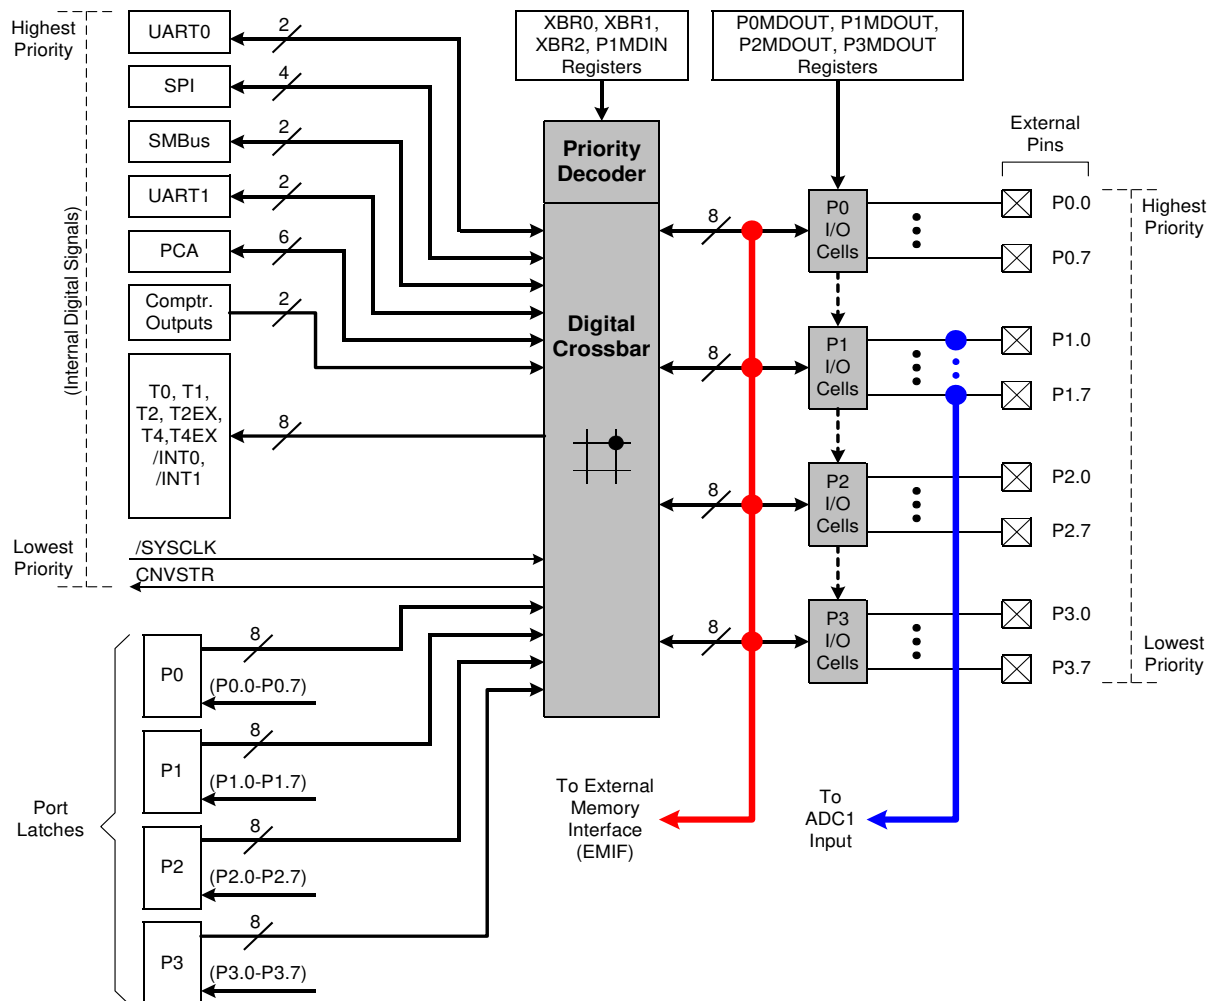 Highest
Priority
(Internal Digital Signals)
Lowest
Priority
UART0
2
SPI
4
SMBus
2
UART1
2
PCA
6
Comptr.
Outputs
2
T0, T1,
T2, T2EX,
T4,T4EX
/INT0,
/INT1
8
/SYSCLK
CNVSTR
XBR0, XBR1,
XBR2, P1MDIN
Registers
P0MDOUT, P1MDOUT,
P2MDOUT, P3MDOUT
Registers
Priority
Decoder
Digital
Crossbar
8
8
8
8
P0
I/O
Cells
P1
I/O
Cells
P2
I/O
Cells
P3
I/O
Cells
External
Pins
P0.0
P0.7
P1.0
P1.7
P2.0
P2.7
P3.0
P3.7
Highest
Priority
Lowest
Priority
Port
Latches
P0
8
(P0.0-P0.7)
P1
8
(P1.0-P1.7)
P2
8
(P2.0-P2.7)
P3
8
(P3.0-P3.7)
To External
Memory
Interface
(EMIF)
To
ADC1
Input